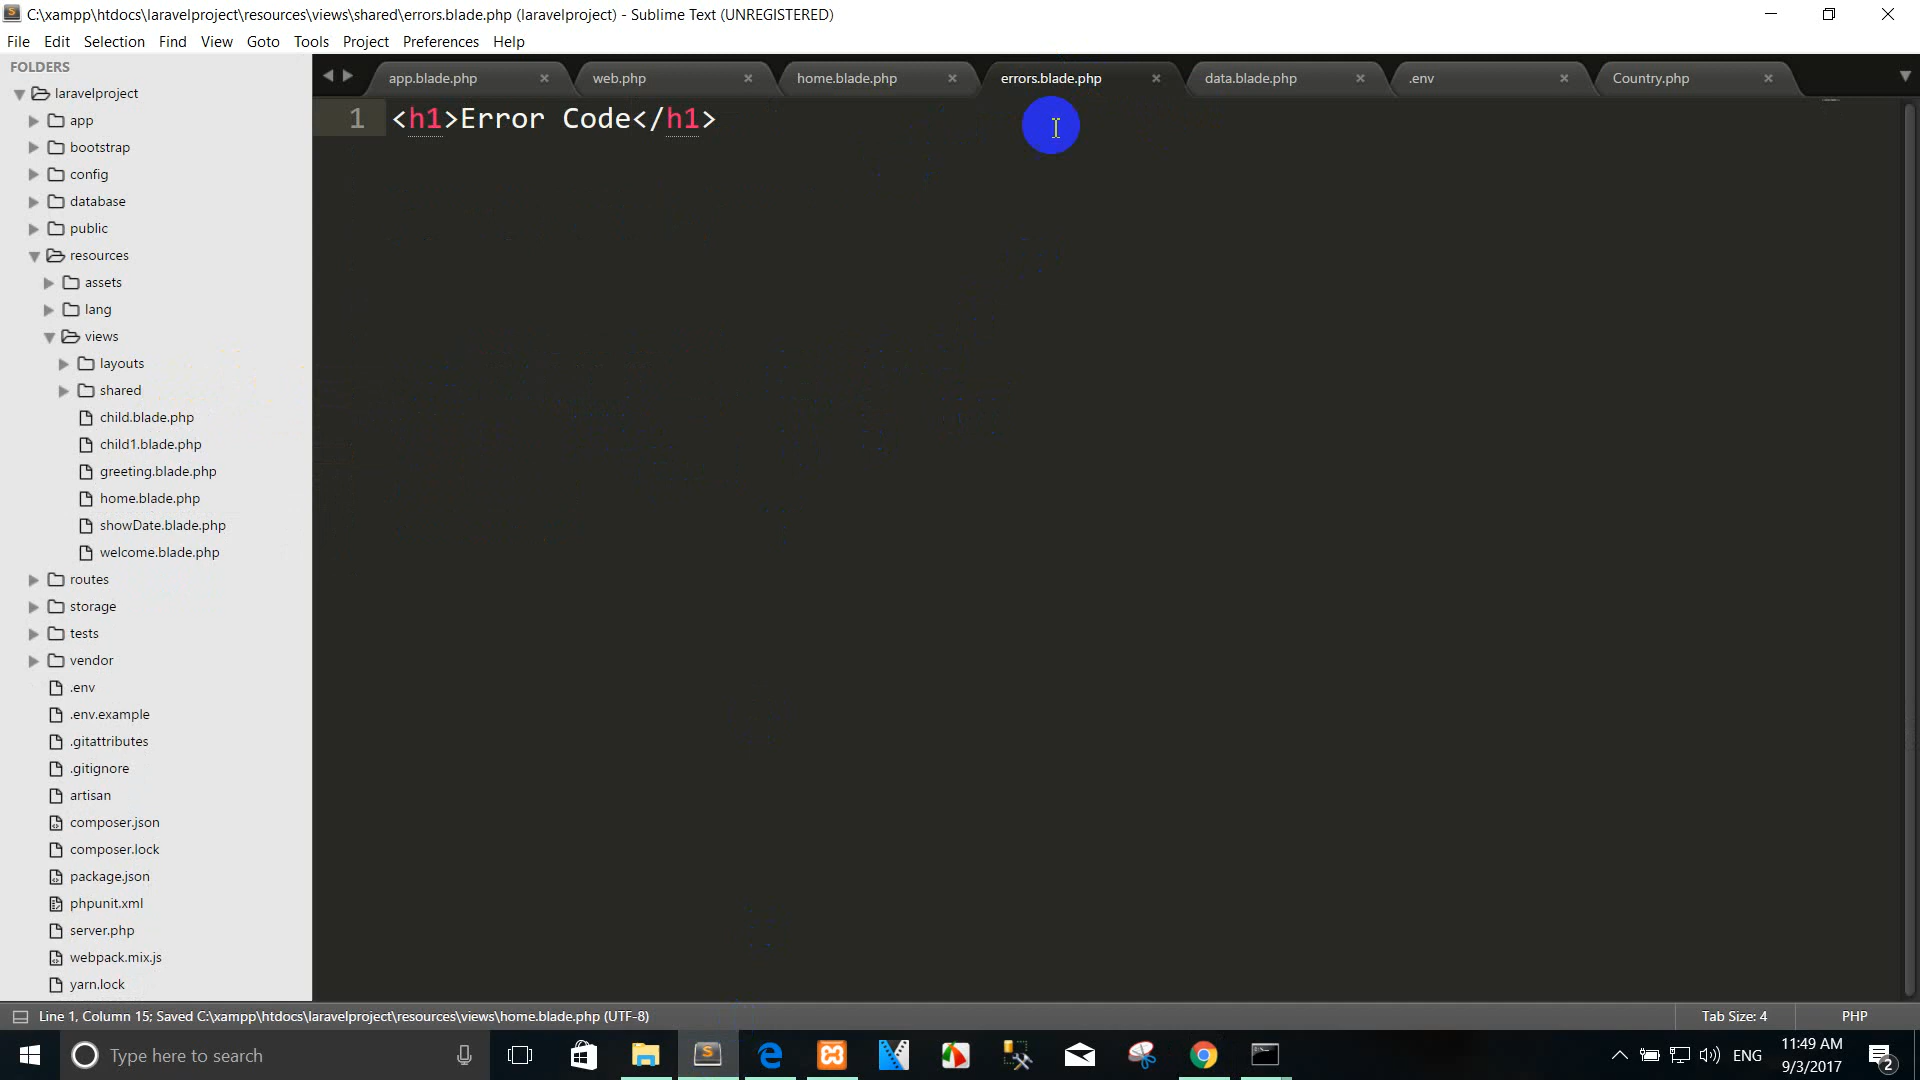 C:\xampp\htdocs\laravelproject\resources\views\shared\errors.blade.php (laravelproject) - Sublime Text (UNREGISTERED)
File Edit Selection Find View Goto Tools Project Preferences Help
FOLDERS
laravelproject
app
bootstrap
config
database
public
resources
assets
lang
views
layouts
shared
child.blade.php
child1.blade.php
greeting.blade.php
home.blade.php
showDate.blade.php
welcome.blade.php
routes
storage
tests
vendor
.env
.env.example
.gitattributes
.gitignore
artisan
composer.json
composer.lock
package.json
phpunit.xml
server.php
webpack.mix.js
yarn.lock
app.blade.php web.php home.blade.php errors.blade.php data.blade.php .env Country.php
1 <h1>Error Code</h1>
Line 1, Column 15; Saved C:\xampp\htdocs\laravelproject\resources\views\home.blade.php (UTF-8) Tab Size: 4 PHP
Type here to search ENG 11:49 AM
9/3/2017 2